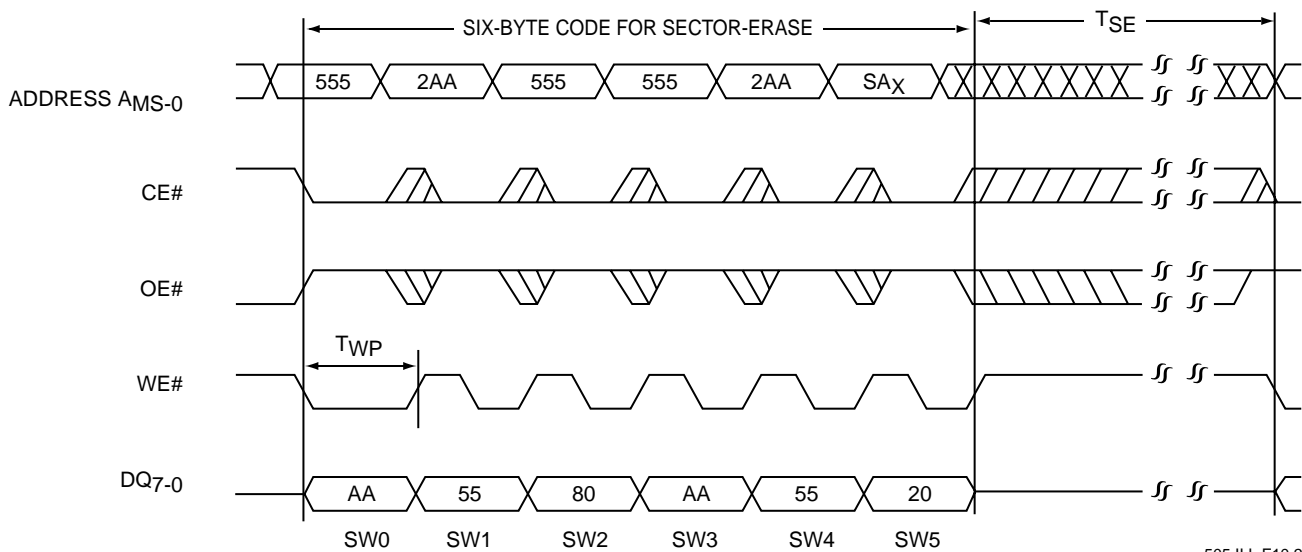 SIX-BYTE CODE FOR SECTOR-ERASE
TSE
ADDRESS AMS-0
555 2AA 555 555 2AA SAX
CE#
OE#
TWP
WE#
DQ7-0
AA 55 80 AA 55 20
SW0 SW1 SW2 SW3 SW4 SW5